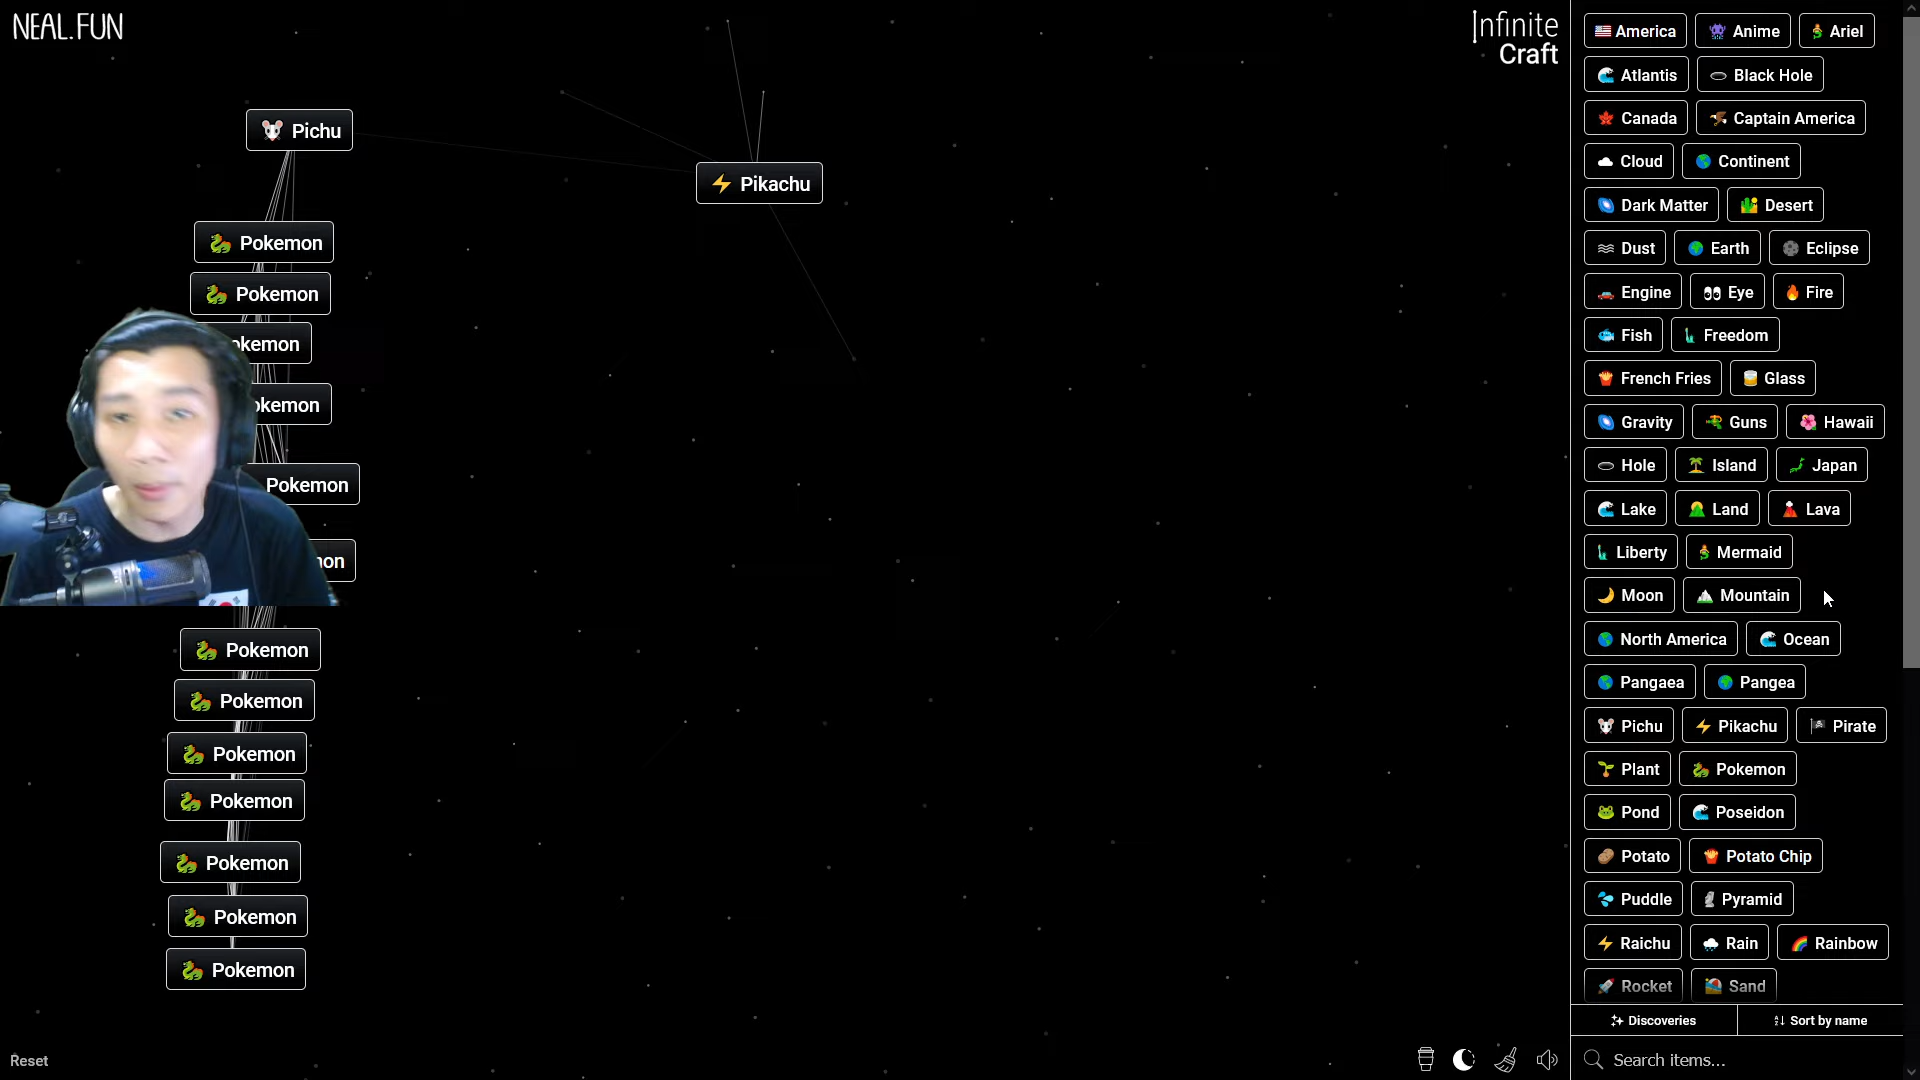 NEAL.FUN
Infinite
Craft
Pichu
Pikachu
Pokemon
Pokemon
okemon
okemon
Pokemon
on
Pokemon
Pokemon
Pokemon
Pokemon
Pokemon
Pokemon
Pokemon
America Anime Ariel
Atlantis Black Hole
Canada Captain America
Cloud Continent
Dark Matter Desert
Dust Earth Eclipse
Engine Eye Fire
Fish Freedom
French Fries Glass
Gravity Guns Hawaii
Hole Island Japan
Lake Land Lava
Liberty Mermaid
Moon Mountain
North America Ocean
Pangaea Pangea
Pichu Pikachu Pirate
Plant Pokemon
Pond Poseidon
Potato Potato Chip
Puddle Pyramid
Raichu Rain Rainbow
Rocket Sand
Discoveries Sort by name
Search items...
Reset